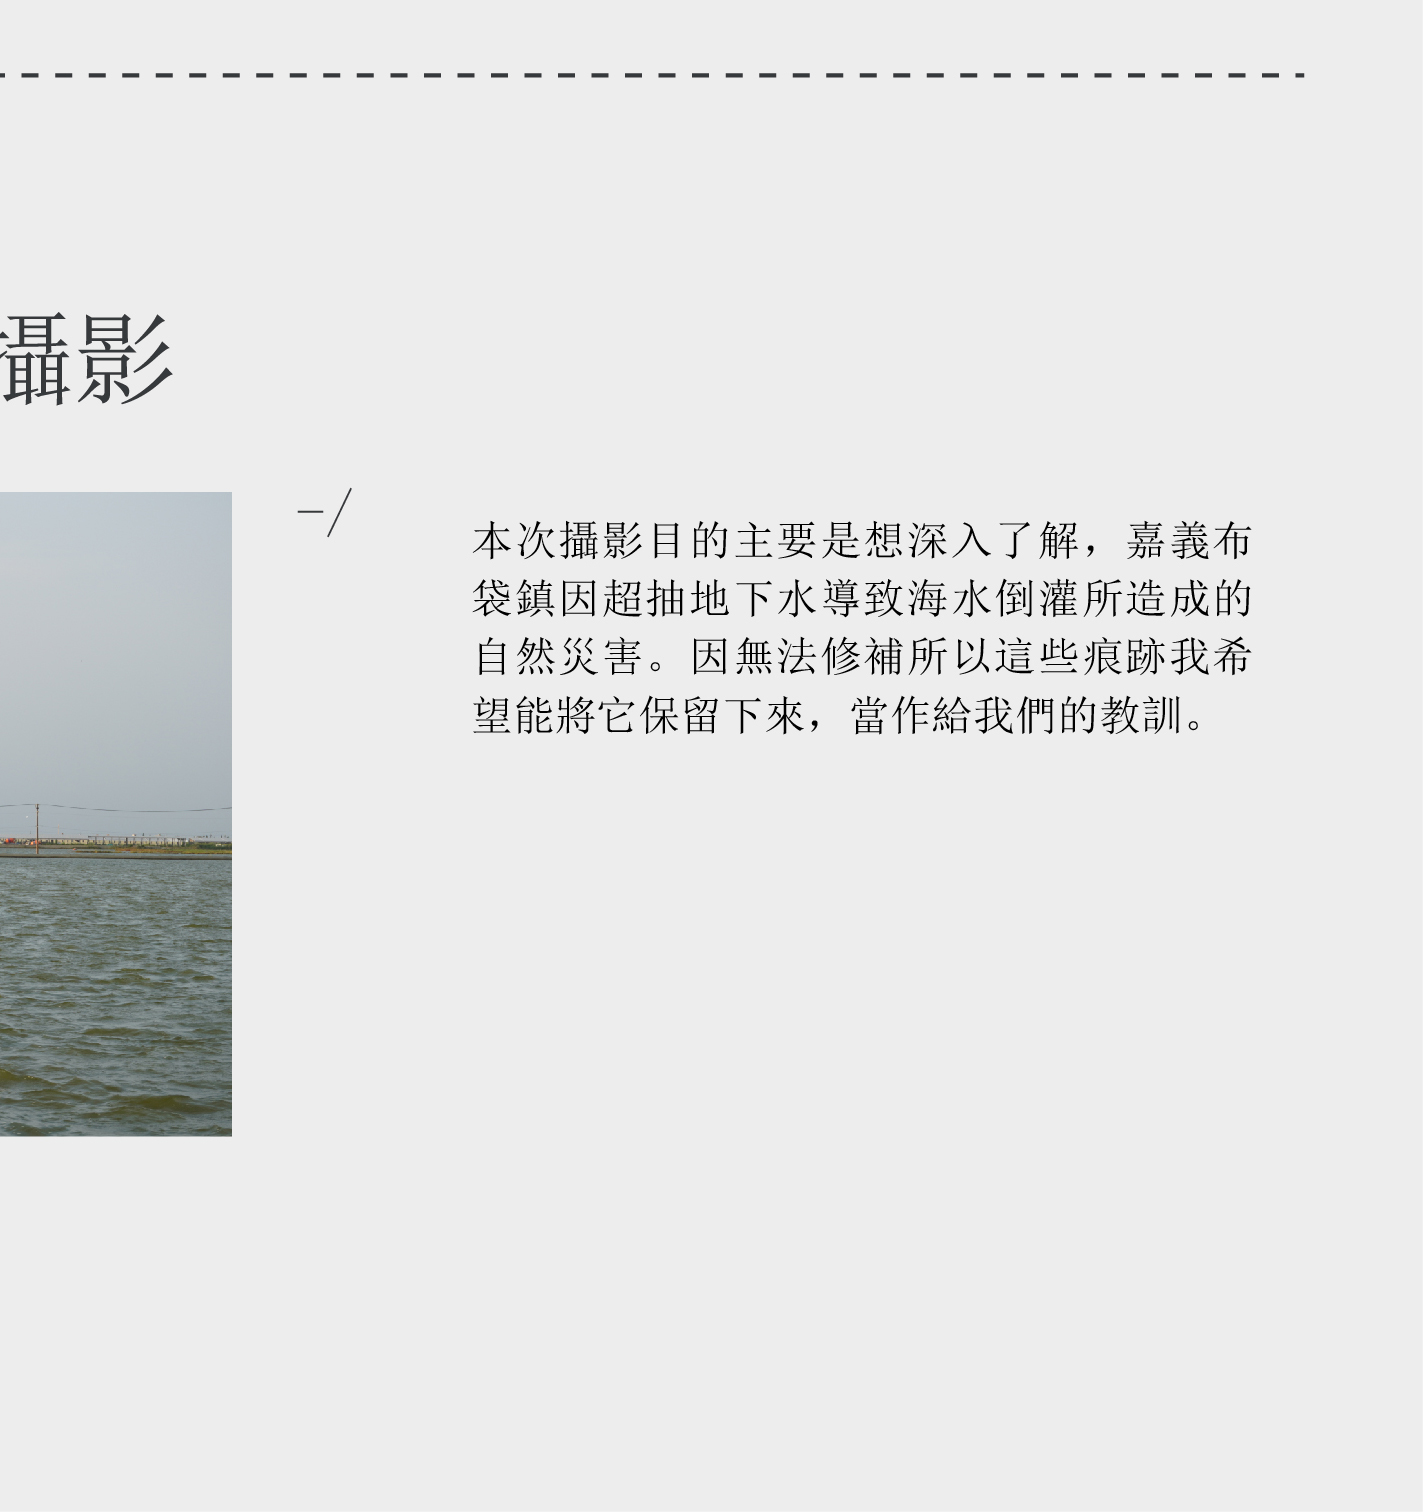 攝影
本次攝影目的主要是想深入了解，嘉義布
袋鎮因超抽地下水導致海水倒灌所造成的
自然災害。因無法修補所以這些痕跡我希
望能將它保留下來，當作給我們的教訓。